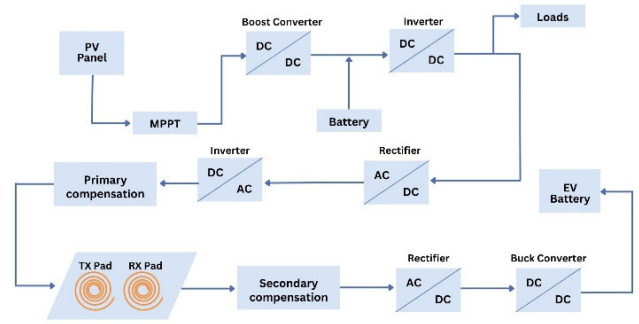 Boost Converter
Inverter
Loads
PV
Panel
DC
DC
DC
DC
MPPT
Battery
Inverter
Rectifier
Primary
compensation
DC
AC
AC
DC
EV
Battery
TX Pad
RX Pad
Secondary
compensation
Rectifier
Buck Converter
AC
DC
DC
DC